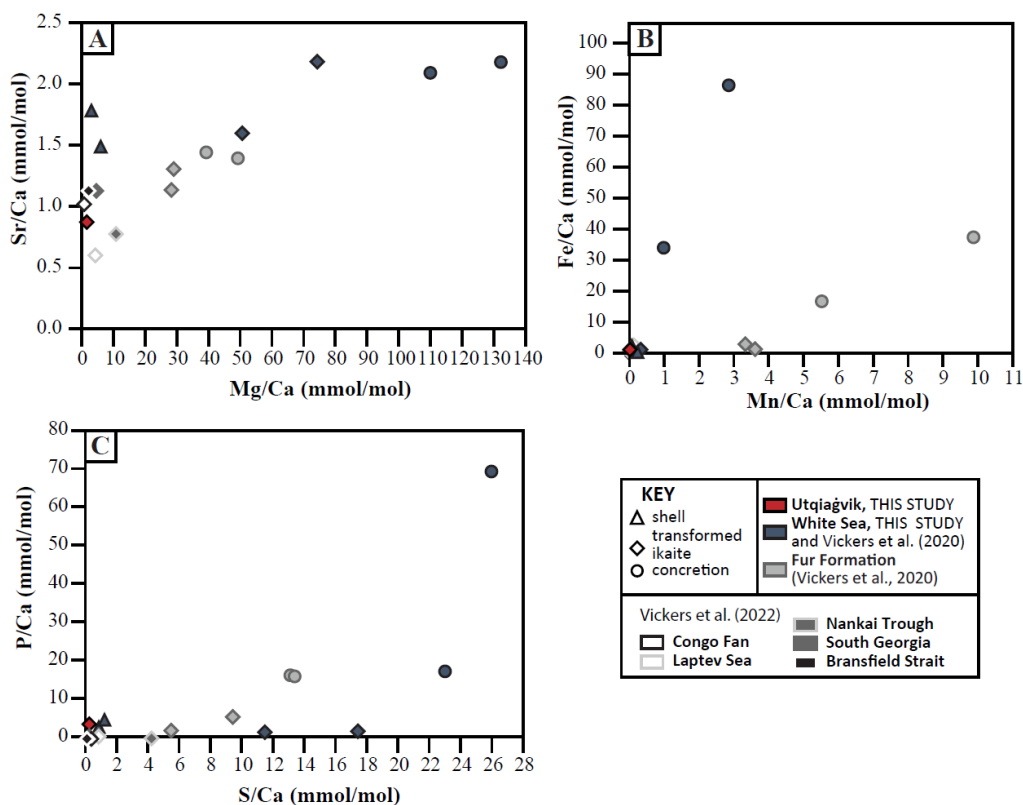 A
2.5
2.0
1.5
1.0
0.5
0.0
Sr/Ca (mmol/mol)
0 10 20 30 40 50 60 70 80 90 100 110 120 130 140
Mg/Ca (mmol/mol)
B
100
90
80
70
60
50
40
30
20
10
0
Fe/Ca (mmol/mol)
0 1 2 3 4 5 6 7 8 9 10 11
Mn/Ca (mmol/mol)
C
80
70
60
50
40
30
20
10
0
P/Ca (mmol/mol)
0 2 4 6 8 10 12 14 16 18 20 22 24 26 28
S/Ca (mmol/mol)
KEY
shell
transformed
ikaite
concretion
Utqiaġvik, THIS STUDY
White Sea, THIS STUDY
and Vickers et al. (2020)
Fur Formation
(Vickers et al., 2020)
Vickers et al. (2022)
Congo Fan
Laptev Sea
Nankai Trough
South Georgia
Bransfield Strait